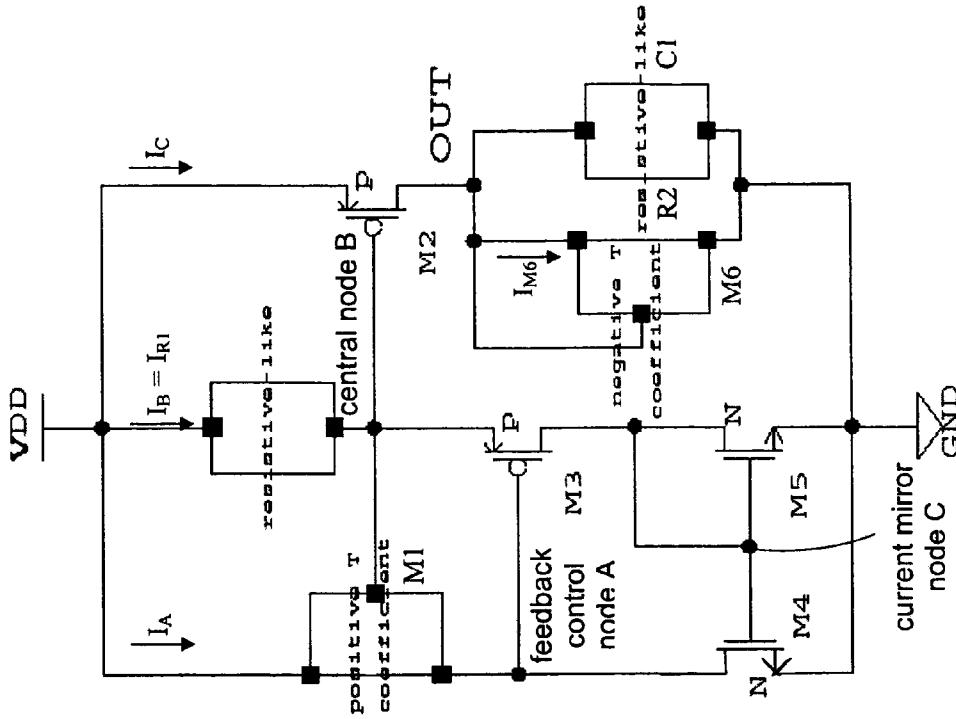 VDD
I_A
I_B = I_R1
I_C
resistive-like
central node B
P
M2
OUT
positive T
coefficient
M1
P
M3
feedback
control
node A
I_M6
negative T
coefficient
M6
resistive-like
R2
C1
N
M4
N
M5
current mirror
node C
GND